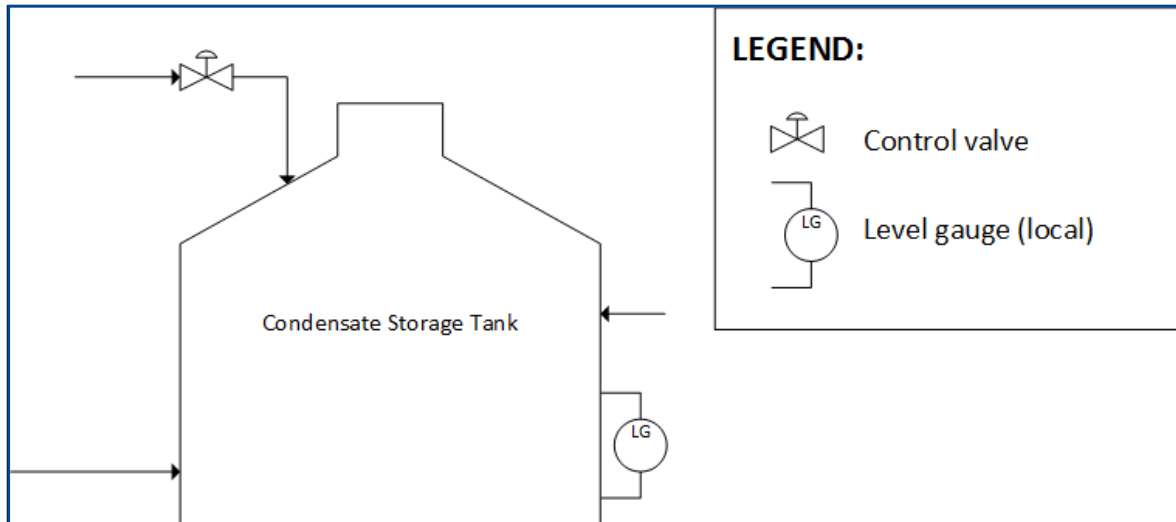 LEGEND:
Control valve
LG
Level gauge (local)
Condensate Storage Tank
LG